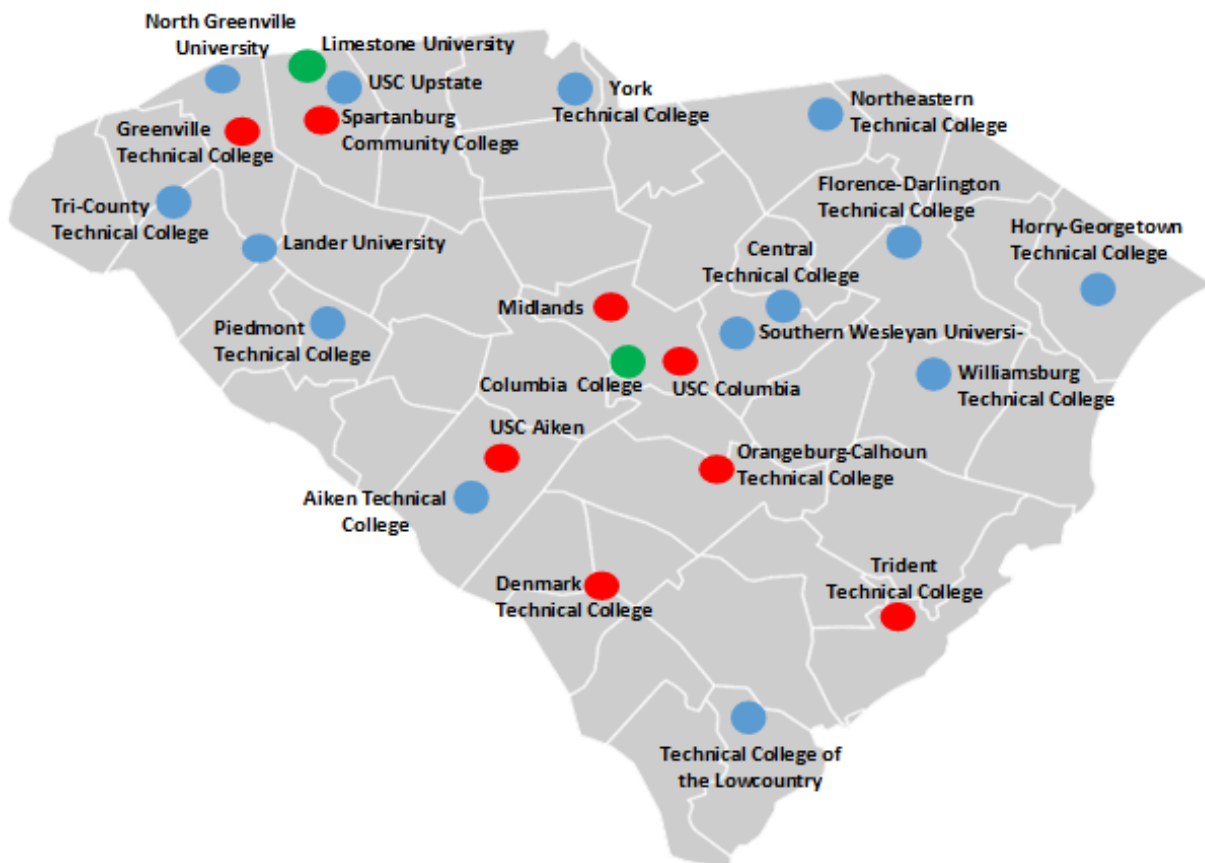 North Greenville
University
Limestone University
USC Upstate
Spartanburg
Community College
Greenville
Technical College
York
Technical College
Northeastern
Technical College
Tri-County
Technical College
Lander University
Florence-Darlington
Technical College
Horry-Georgetown
Technical College
Central
Technical College
Midlands
Piedmont
Technical College
Southern Wesleyan Universi-
Columbia College
USC Columbia
Williamsburg
Technical College
USC Aiken
Orangeburg-Calhoun
Technical College
Aiken Technical
College
Denmark
Technical College
Trident
Technical College
Technical College of
the Lowcountry